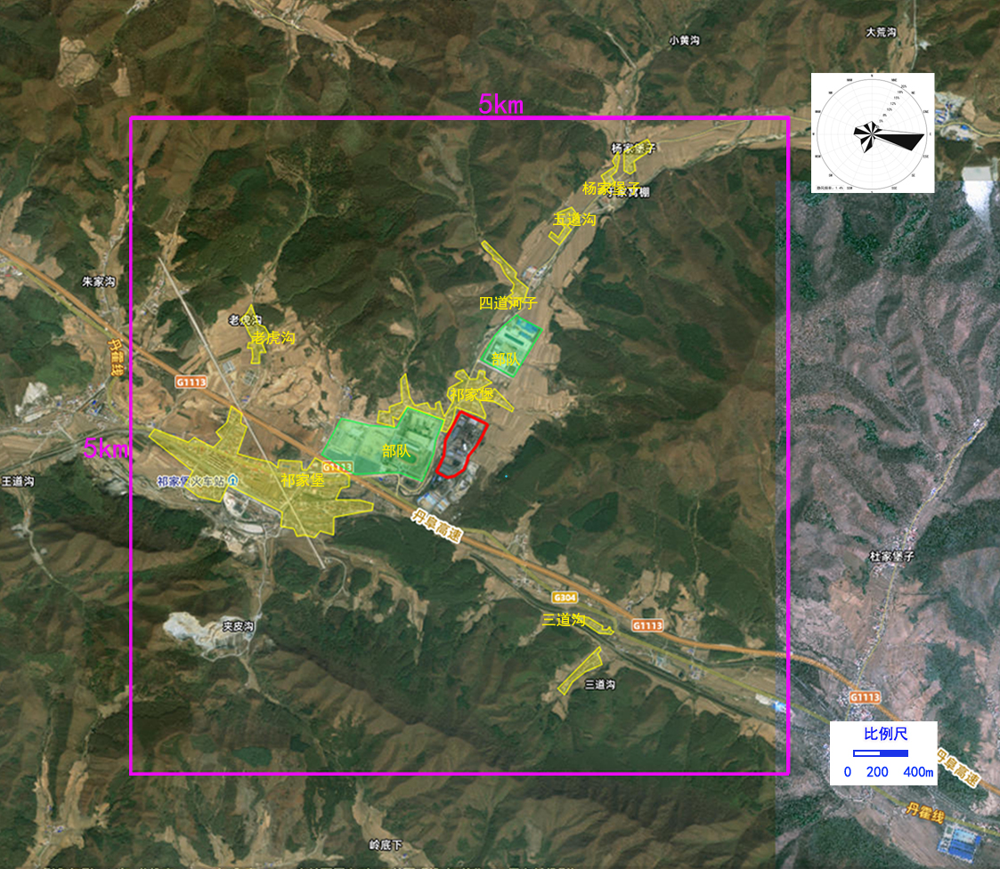 小黄沟
大荒沟
5km
杨家堡子
杨家堡子
五道沟
朱家沟
四道河子
老虎沟
老虎沟
丹霍线
部队
G1113
祁家堡
5km
部队
G1113
王道沟
火车站
祁家堡
丹阜高速
杜家堡子
G304
三道沟
G1113
夹皮沟
三道沟
G1113
比例尺
0 200 400m
丹阜高速
丹霍线
岭底下